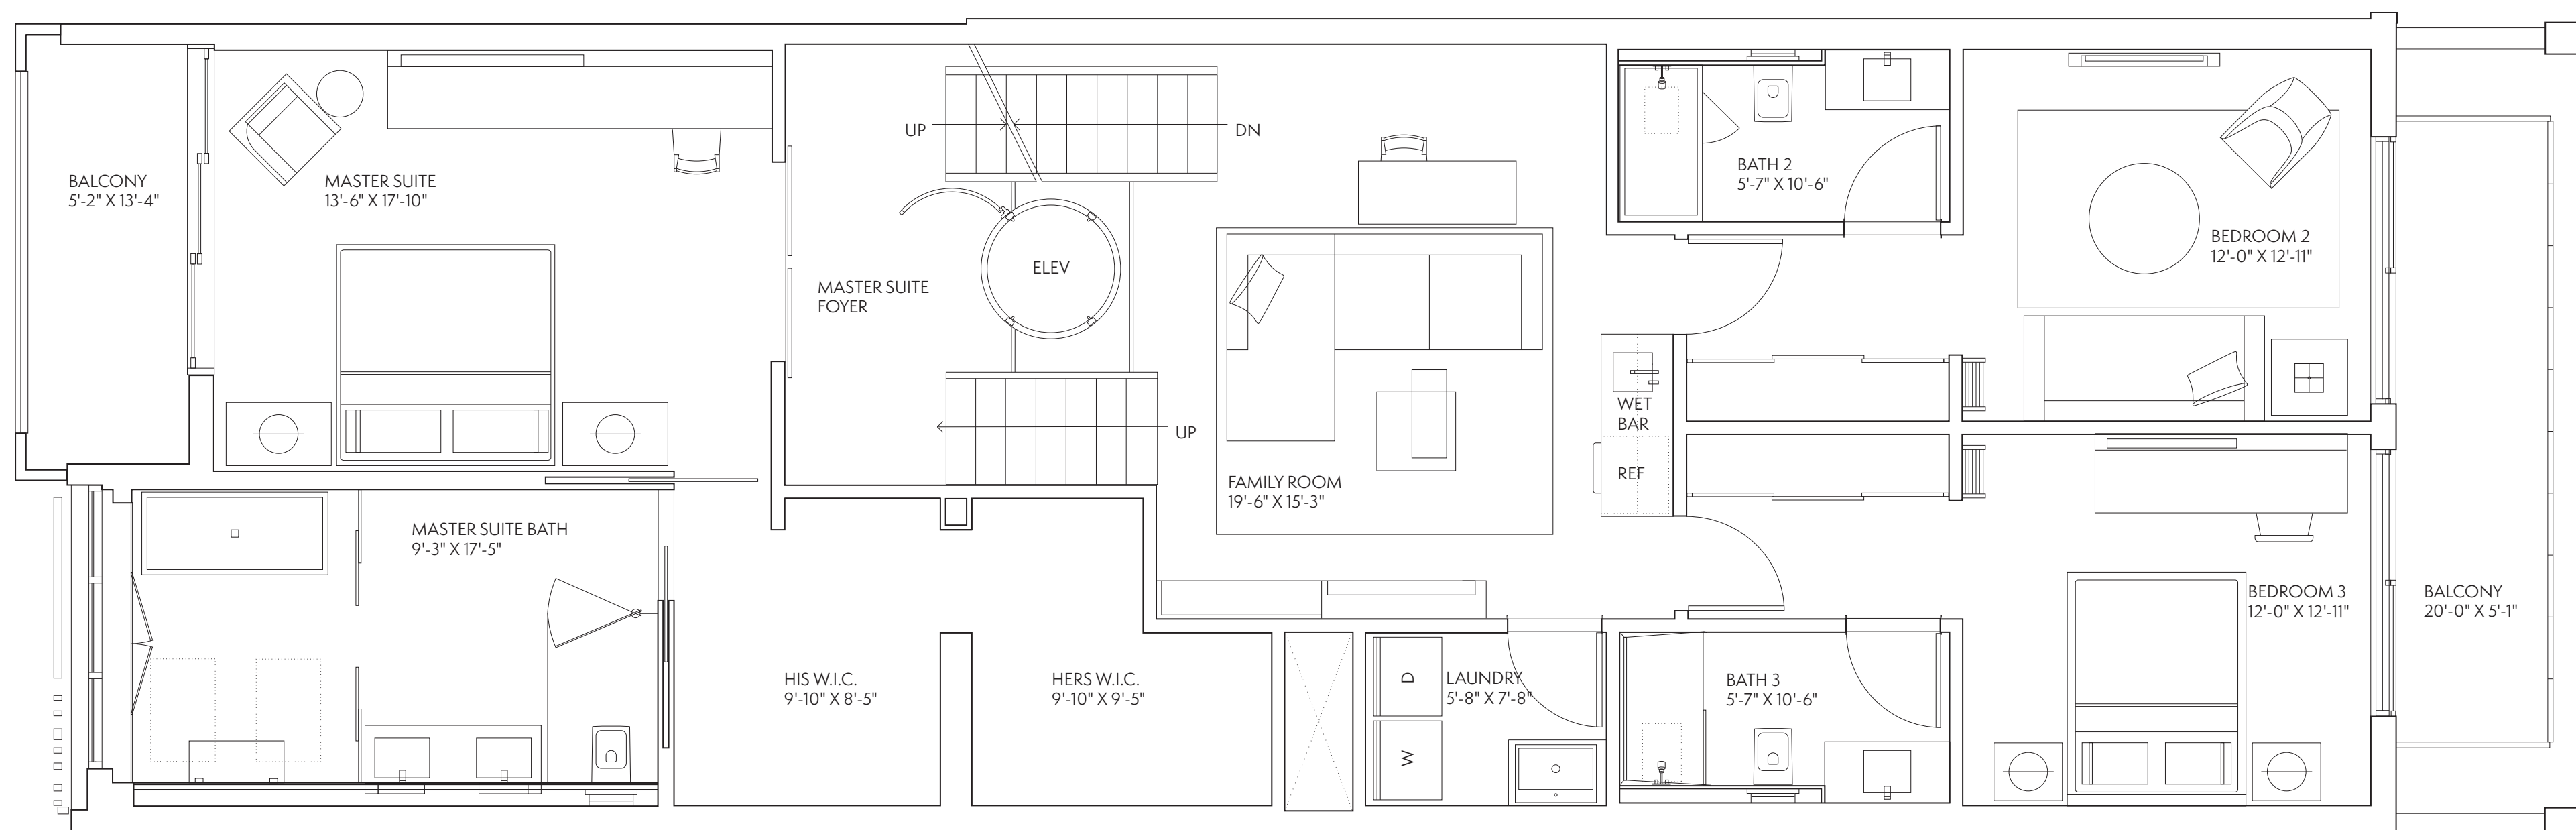 BALCONY
5'-2" X 13'-4"
MASTER SUITE
13'-6" X 17'-10"
UP
DN
ELEV
MASTER SUITE
FOYER
UP
BATH 2
5'-7" X 10'-6"
BEDROOM 2
12'-0" X 12'-11"
WET
BAR
REF
FAMILY ROOM
19'-6" X 15'-3"
MASTER SUITE BATH
9'-3" X 17'-5"
HIS W.I.C.
9'-10" X 8'-5"
HERS W.I.C.
9'-10" X 9'-5"
D
W
LAUNDRY
5'-8" X 7'-8"
BATH 3
5'-7" X 10'-6"
BEDROOM 3
12'-0" X 12'-11"
BALCONY
20'-0" X 5'-1"